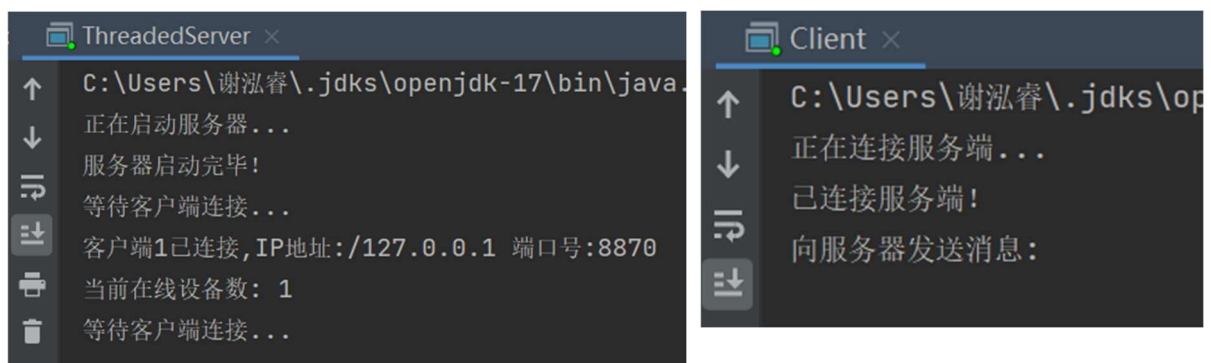 ThreadedServer
C:\Users\谢泓睿\.jdks\openjdk-17\bin\java.
正在启动服务器...
服务器启动完毕!
等待客户端连接...
客户端1已连接,IP地址:/127.0.0.1 端口号:8870
当前在线设备数: 1
等待客户端连接...
Client
C:\Users\谢泓睿\.jdks\op
正在连接服务端...
已连接服务端!
向服务器发送消息: